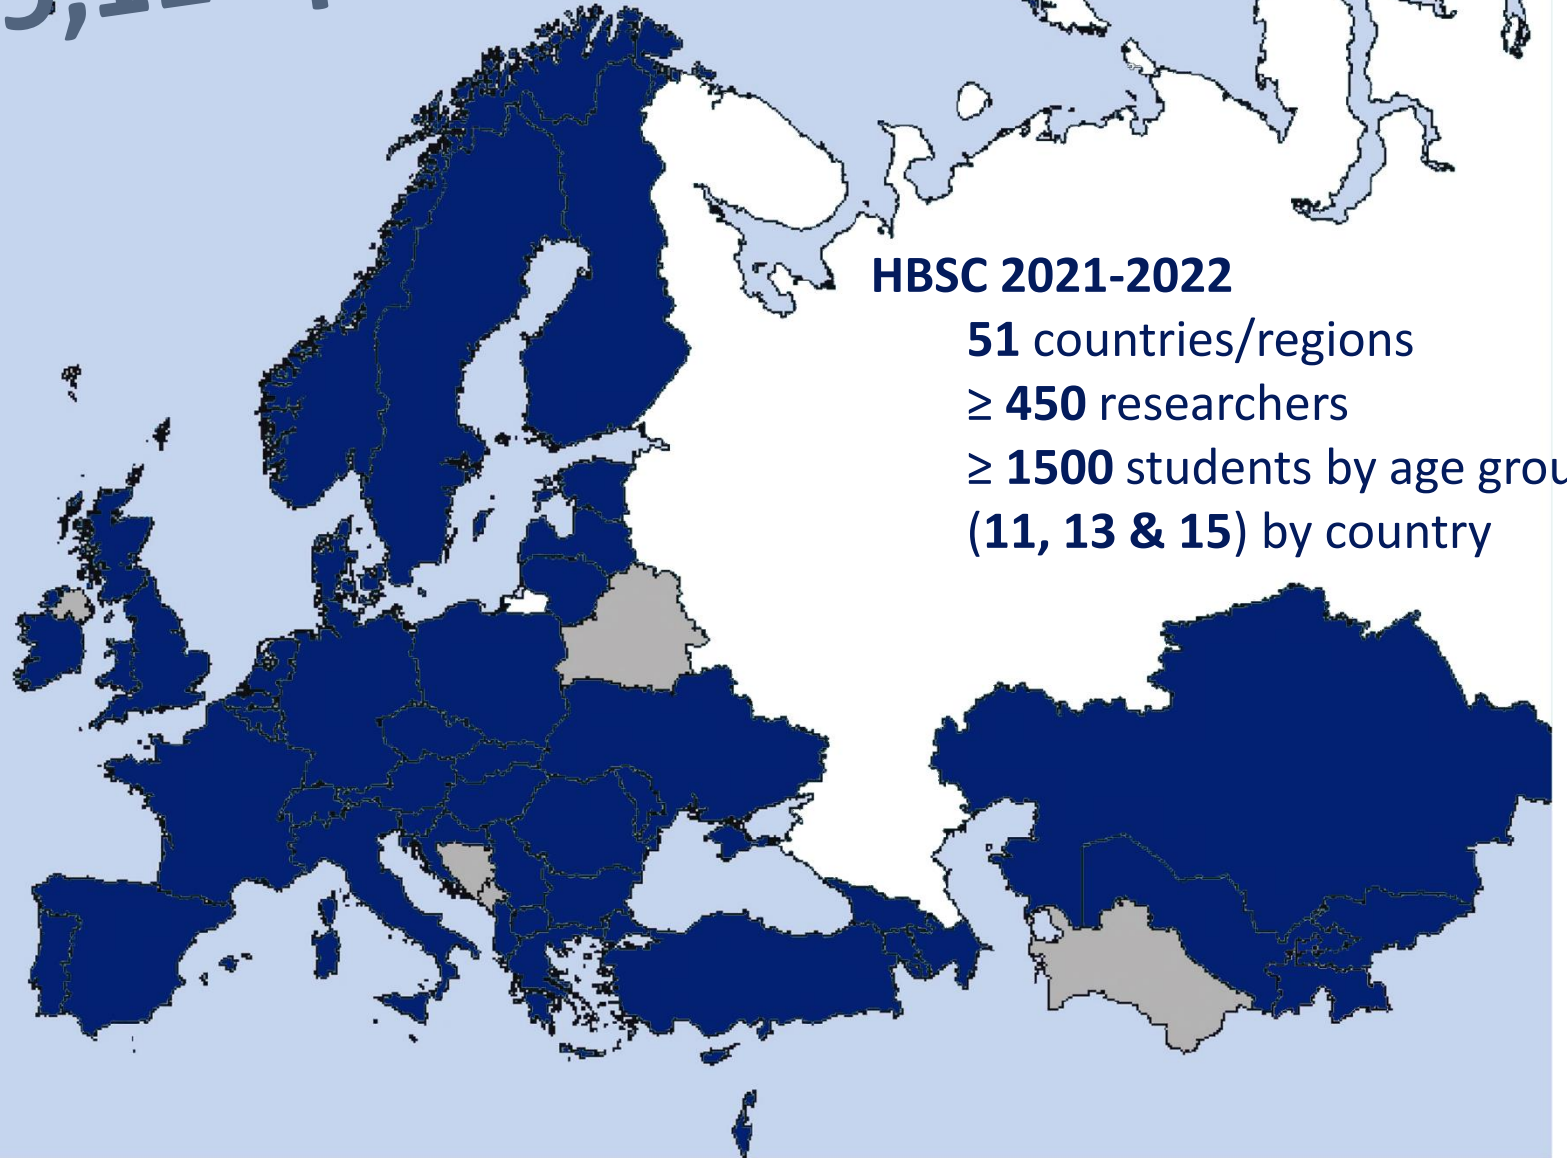 HBSC 2021-2022
51 countries/regions
≥ 450 researchers
≥ 1500 students by age grou
(11, 13 & 15) by country